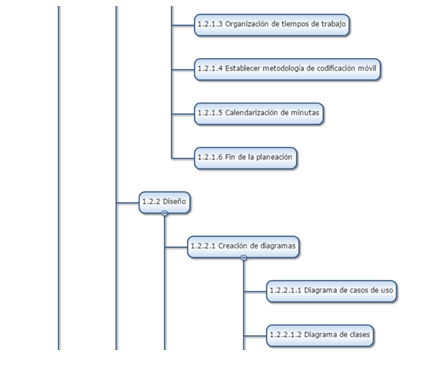 1.2.1.3 Organización de tiempos de trabajo
1.2.1.4 Establecer metodología de codificación móvil
1.2.1.5 Calendarización de minutas
1.2.1.6 Fin de la planeación
1.2.2 Diseño
1.2.2.1 Creación de diagramas
1.2.2.1.1 Diagrama de casos de uso
1.2.2.1.2 Diagrama de clases